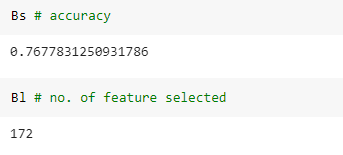 Bs # accuracy
0.7677831250931786
Bl # no. of feature selected
172